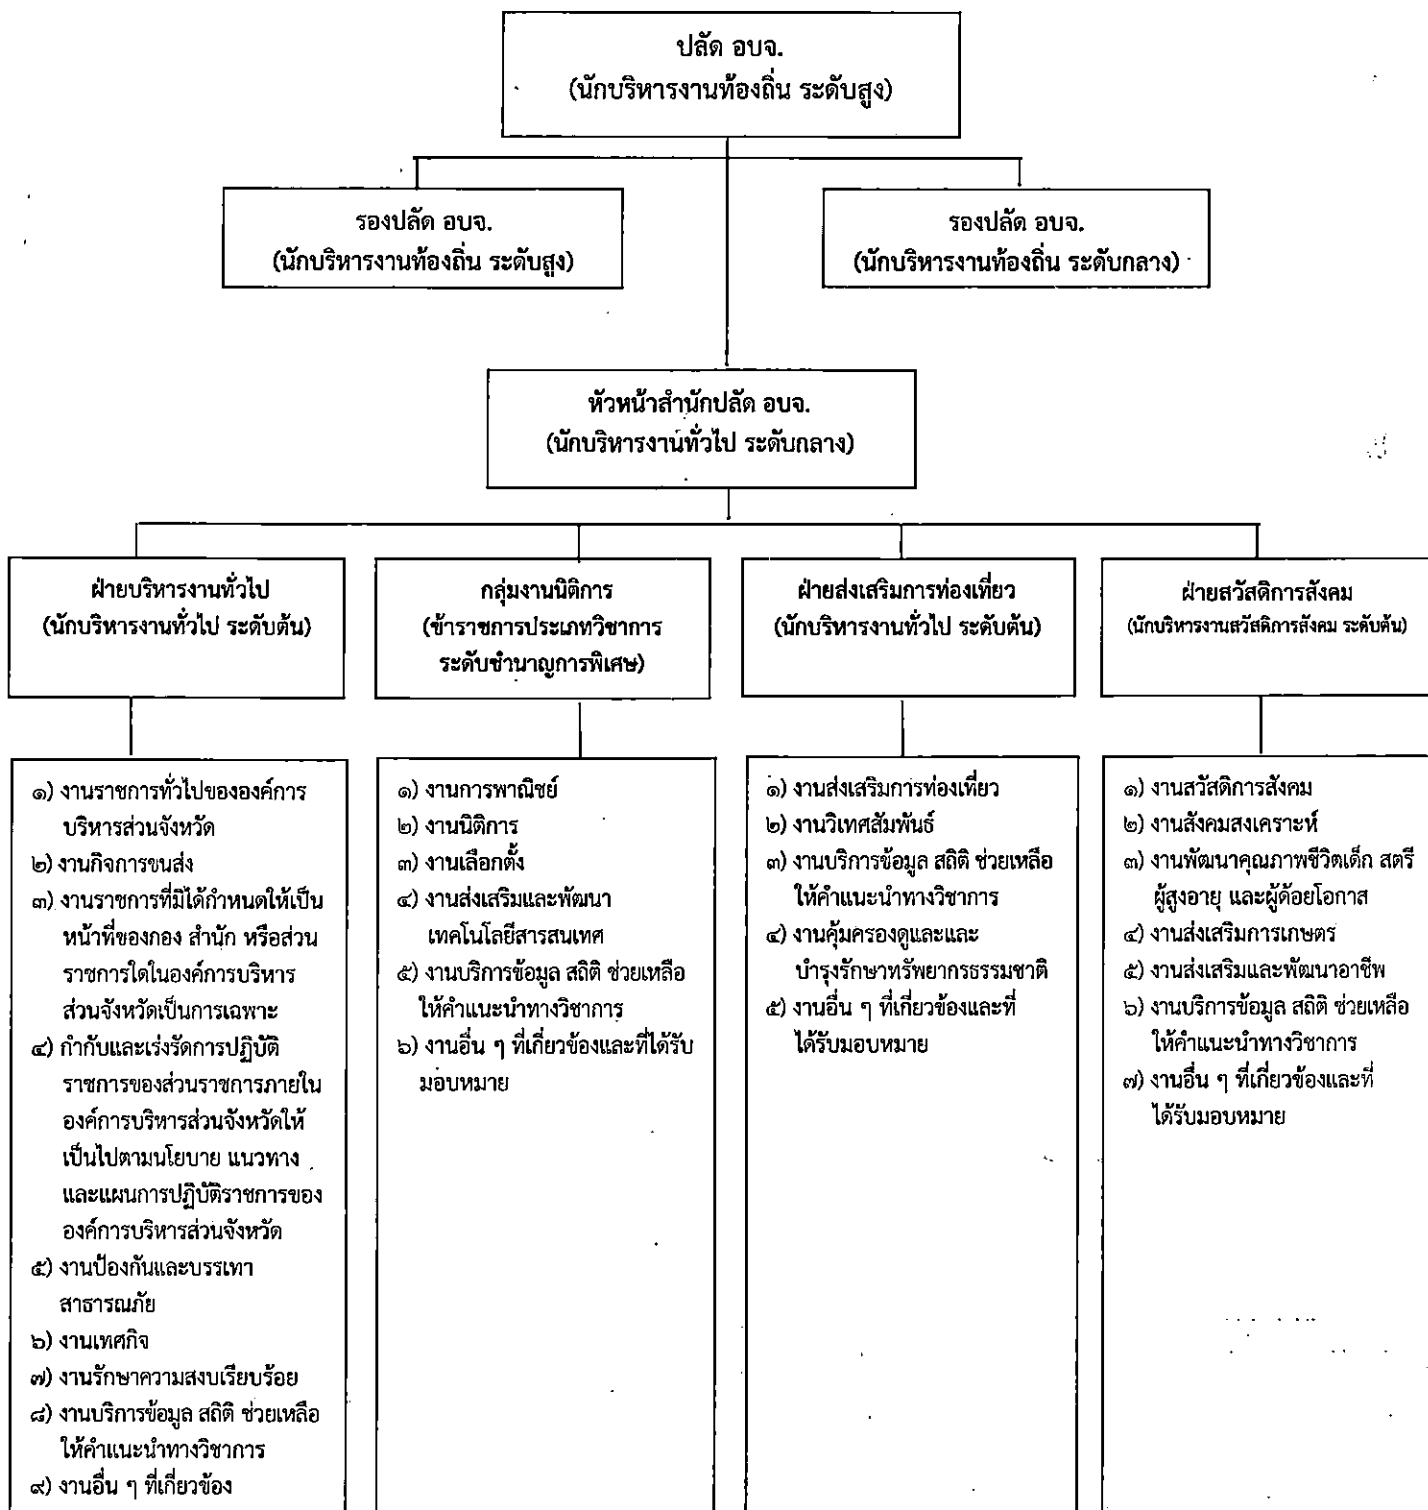 ปลัด อบจ.
(นักบริหารงานท้องถิ่น ระดับสูง)
รองปลัด อบจ.
(นักบริหารงานท้องถิ่น ระดับสูง)
รองปลัด อบจ.
(นักบริหารงานท้องถิ่น ระดับกลาง)
หัวหน้าสำนักปลัด อบจ.
(นักบริหารงานทั่วไป ระดับกลาง)
ฝ่ายบริหารงานทั่วไป
(นักบริหารงานทั่วไป ระดับต้น)
กลุ่มงานนิติการ
(ข้าราชการประเภทวิชาการ
ระดับชำนาญการพิเศษ)
ฝ่ายส่งเสริมการท่องเที่ยว
(นักบริหารงานทั่วไป ระดับต้น)
ฝ่ายสวัสดิการสังคม
(นักบริหารงานสวัสดิการสังคม ระดับต้น)
๑) งานราชการทั่วไปขององค์การ
บริหารส่วนจังหวัด
๒) งานกิจการขนส่ง
๓) งานราชการที่มิได้กำหนดให้เป็น
หน้าที่ของกอง สำนัก หรือส่วน
ราชการใดในองค์การบริหาร
ส่วนจังหวัดเป็นการเฉพาะ
๔) กำกับและเร่งรัดการปฏิบัติ
ราชการของส่วนราชการภายใน
องค์การบริหารส่วนจังหวัดให้
เป็นไปตามนโยบาย แนวทาง
และแผนการปฏิบัติราชการของ
องค์การบริหารส่วนจังหวัด
๕) งานป้องกันและบรรเทา
สาธารณภัย
๖) งานเทศกิจ
๗) งานรักษาความสงบเรียบร้อย
๘) งานบริการข้อมูล สถิติ ช่วยเหลือ
ให้คำแนะนำทางวิชาการ
๙) งานอื่น ๆ ที่เกี่ยวข้อง
๑) งานการพาณิชย์
๒) งานนิติการ
๓) งานเลือกตั้ง
๔) งานส่งเสริมและพัฒนา
เทคโนโลยีสารสนเทศ
๕) งานบริการข้อมูล สถิติ ช่วยเหลือ
ให้คำแนะนำทางวิชาการ
๖) งานอื่น ๆ ที่เกี่ยวข้องและที่ได้รับ
มอบหมาย
๑) งานส่งเสริมการท่องเที่ยว
๒) งานวิเทศสัมพันธ์
๓) งานบริการข้อมูล สถิติ ช่วยเหลือ
ให้คำแนะนำทางวิชาการ
๔) งานคุ้มครองดูและและ
บำรุงรักษาทรัพยากรธรรมชาติ
๕) งานอื่น ๆ ที่เกี่ยวข้องและที่
ได้รับมอบหมาย
๑) งานสวัสดิการสังคม
๒) งานสังคมสงเคราะห์
๓) งานพัฒนาคุณภาพชีวิตเด็ก สตรี
ผู้สูงอายุ และผู้ด้อยโอกาส
๔) งานส่งเสริมการเกษตร
๕) งานส่งเสริมและพัฒนาอาชีพ
๖) งานบริการข้อมูล สถิติ ช่วยเหลือ
ให้คำแนะนำทางวิชาการ
๗) งานอื่น ๆ ที่เกี่ยวข้องและที่
ได้รับมอบหมาย